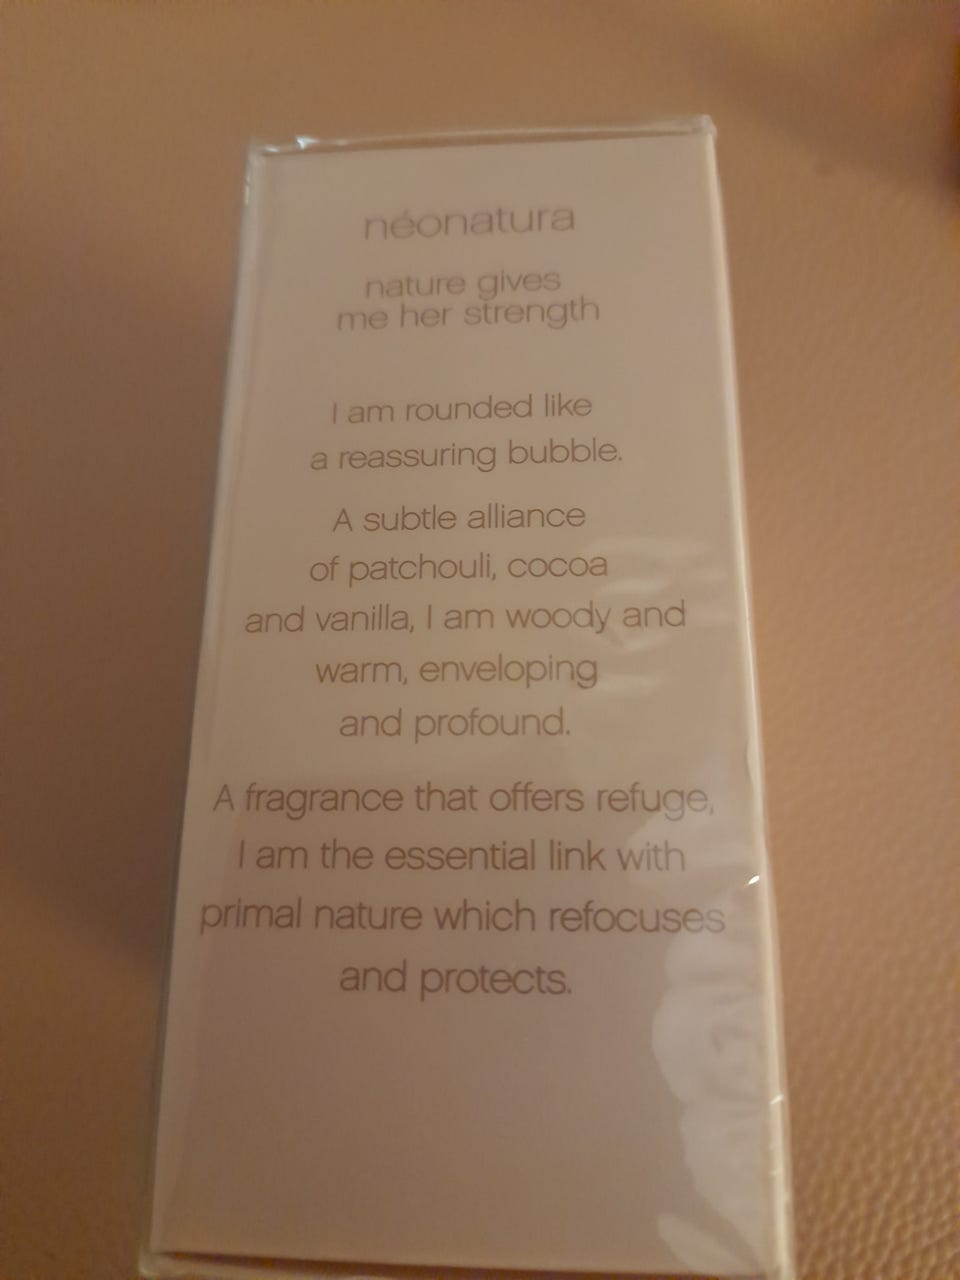 néonatura
nature gives
me her strength
I am rounded like
a reassuring bubble.
A subtle alliance
of patchouli, cocoa
and vanilla, I am woody and
warm, enveloping
and profound.
A fragrance that offers refuge,
I am the essential link with
primal nature which refocuses
and protects.